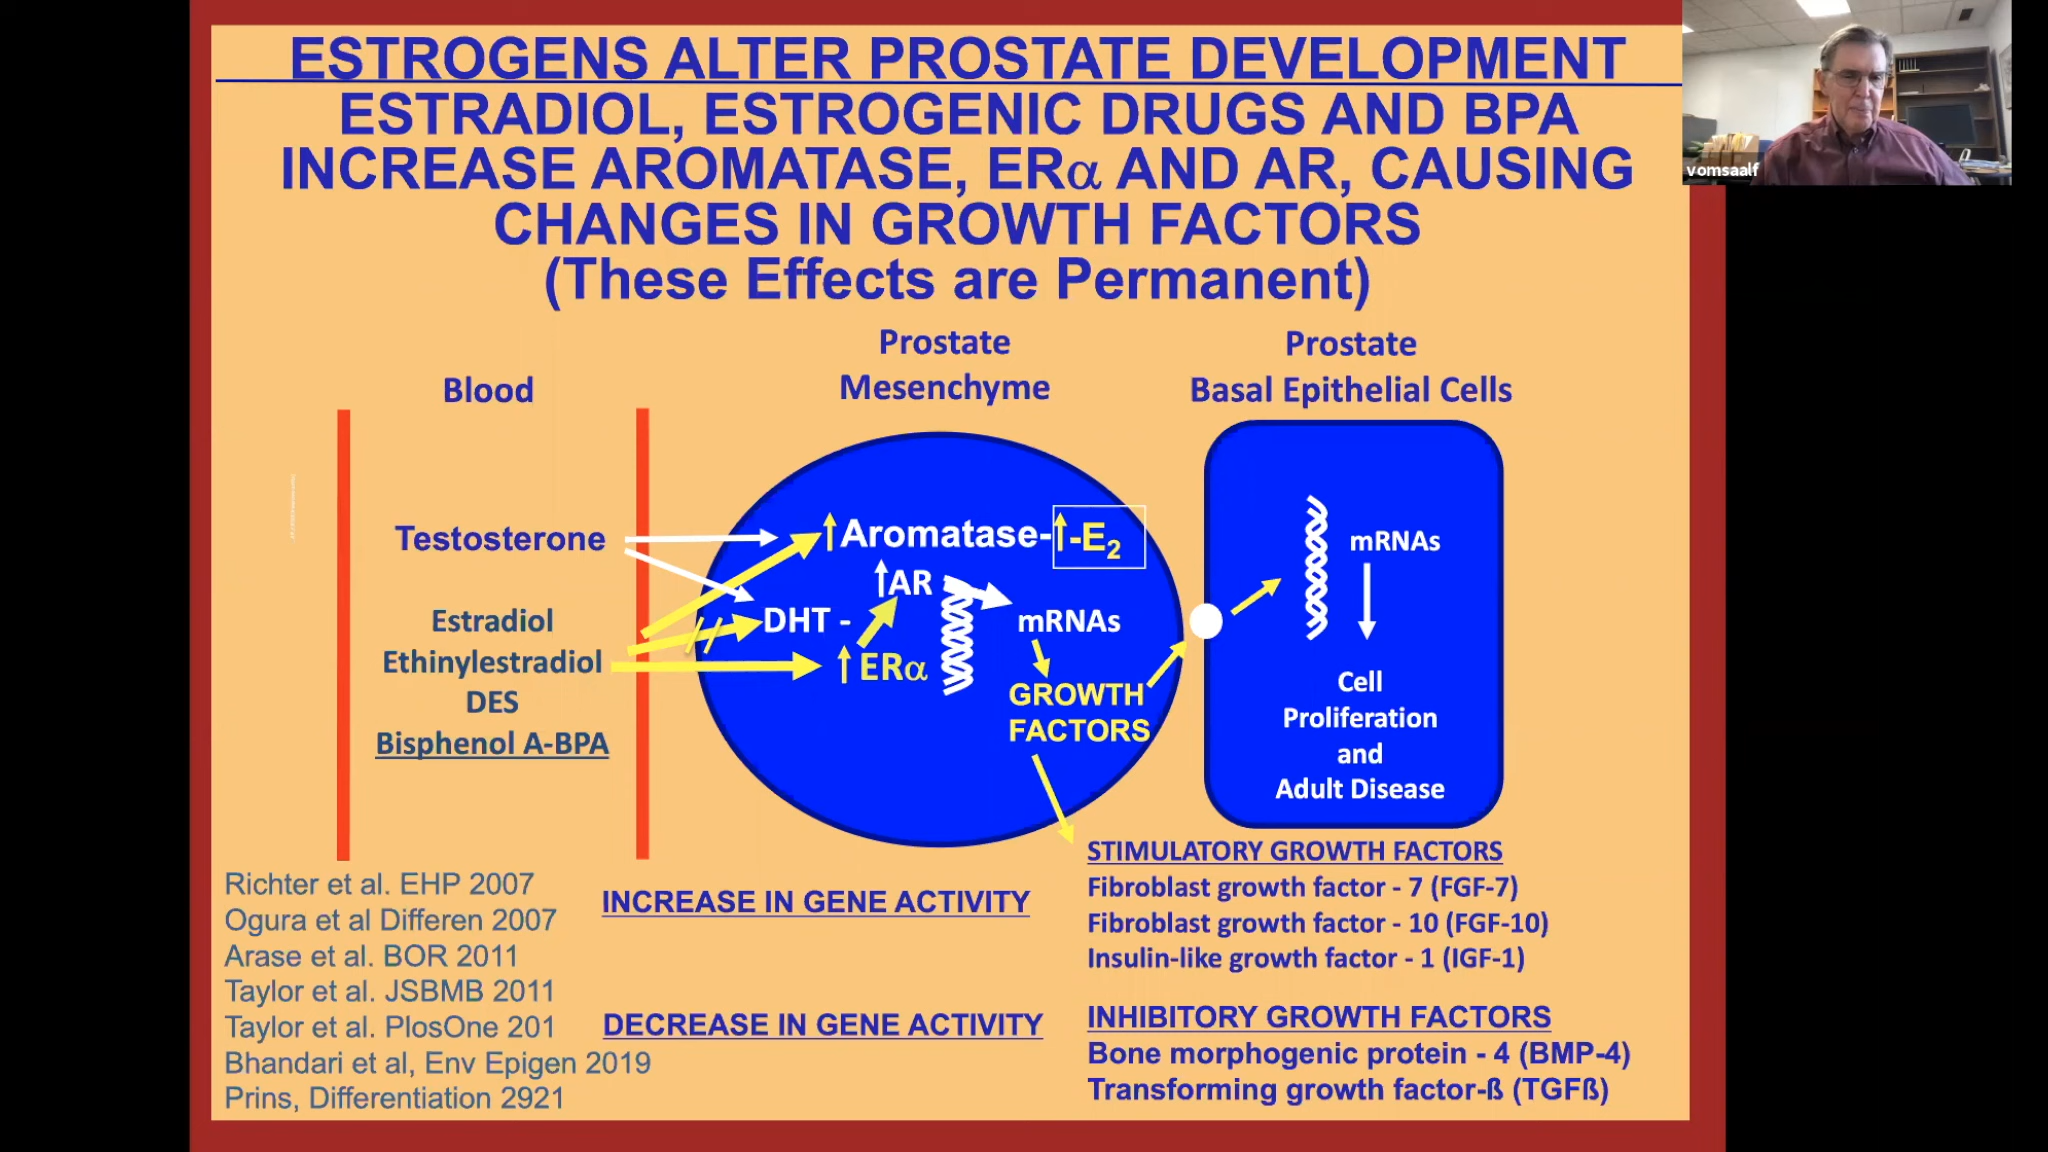 ESTROGENS ALTER PROSTATE DEVELOPMENT
ESTRADIOL, ESTROGENIC DRUGS AND BPA
INCREASE AROMATASE, ERα AND AR, CAUSING
CHANGES IN GROWTH FACTORS
(These Effects are Permanent)
vomsaalf
Blood
Prostate
Mesenchyme
Prostate
Basal Epithelial Cells
Testosterone
Estradiol
Ethinylestradiol
DES
Bisphenol A-BPA
↑Aromatase-↑-E₂
↑AR
DHT -
↑ ERα
mRNAs
GROWTH
FACTORS
mRNAs
Cell
Proliferation
and
Adult Disease
Richter et al. EHP 2007
Ogura et al Differen 2007
Arase et al. BOR 2011
Taylor et al. JSBMB 2011
Taylor et al. PlosOne 201
Bhandari et al, Env Epigen 2019
Prins, Differentiation 2921
INCREASE IN GENE ACTIVITY
STIMULATORY GROWTH FACTORS
Fibroblast growth factor - 7 (FGF-7)
Fibroblast growth factor - 10 (FGF-10)
Insulin-like growth factor - 1 (IGF-1)
DECREASE IN GENE ACTIVITY
INHIBITORY GROWTH FACTORS
Bone morphogenic protein - 4 (BMP-4)
Transforming growth factor-ß (TGFß)